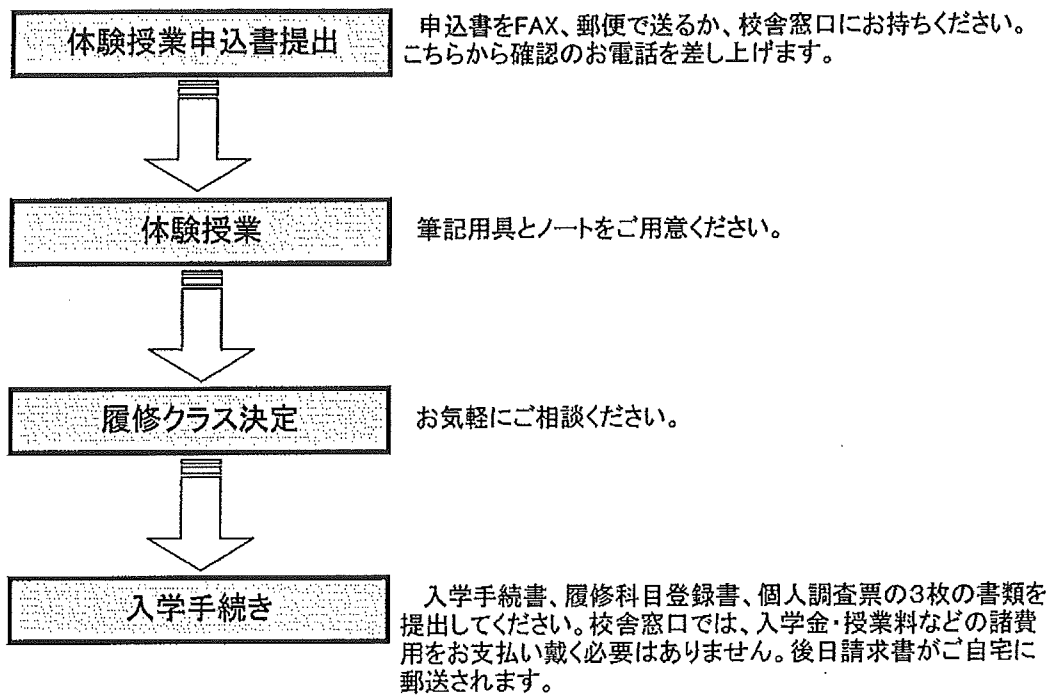 体験授業申込書提出
申込書をFAX、郵便で送るか、校舎窓口にお持ちください。
こちらから確認のお電話を差し上げます。
体験授業
筆記用具とノートをご用意ください。
履修クラス決定
お気軽にご相談ください。
入学手続き
入学手続書、履修科目登録書、個人調査票の3枚の書類を
提出してください。校舎窓口では、入学金・授業料などの諸費
用をお支払い戴く必要はありません。後日請求書がご自宅に
郵送されます。